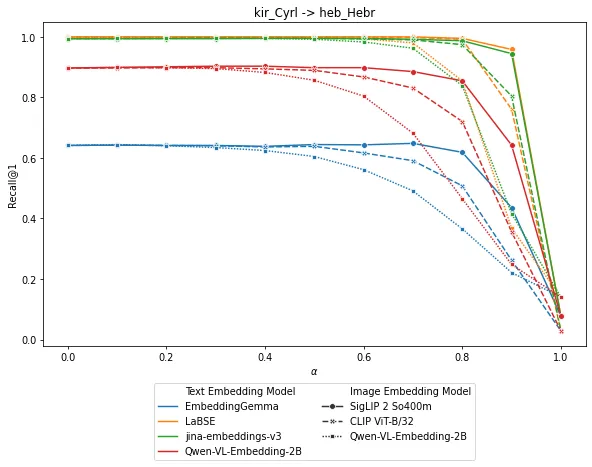 kir_Cyrl -> heb_Hebr
Recall@1
1.0
0.8
0.6
0.4
0.2
0.0
0.0 0.2 0.4 0.6 0.8 1.0
α
Text Embedding Model
EmbeddingGemma
LaBSE
jina-embeddings-v3
Qwen-VL-Embedding-2B
Image Embedding Model
SigLIP 2 So400m
CLIP ViT-B/32
Qwen-VL-Embedding-2B